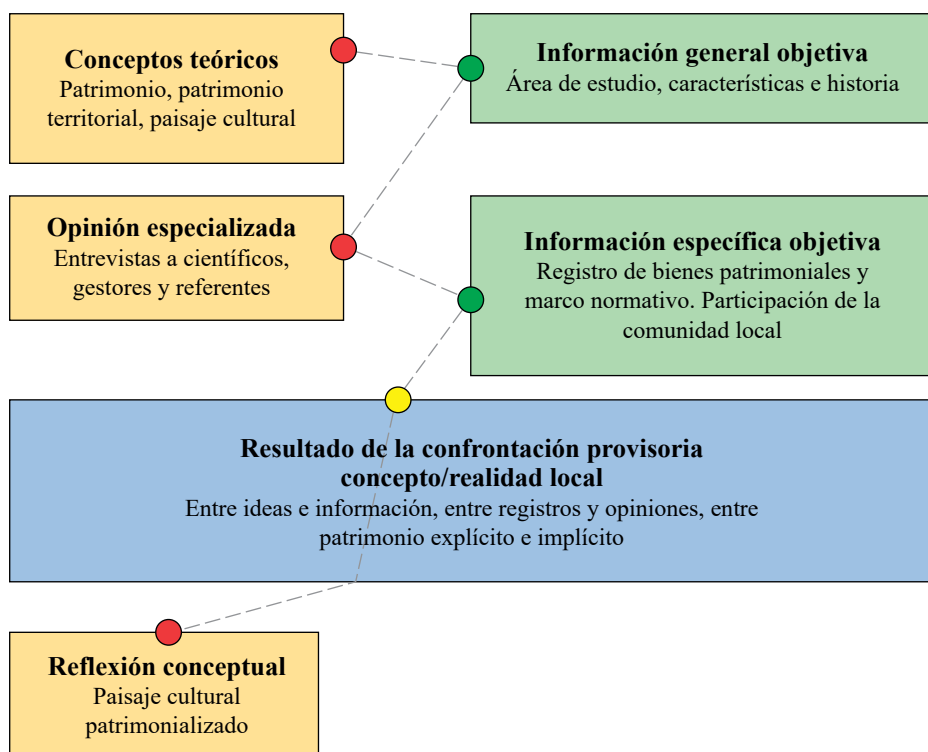 Conceptos teóricos
Patrimonio, patrimonio
territorial, paisaje cultural
Información general objetiva
Área de estudio, características e historia
Opinión especializada
Entrevistas a científicos,
gestores y referentes
Información específica objetiva
Registro de bienes patrimoniales y
marco normativo. Participación de la
comunidad local
Resultado de la confrontación provisoria
concepto/realidad local
Entre ideas e información, entre registros y opiniones, entre
patrimonio explícito e implícito
Reflexión conceptual
Paisaje cultural
patrimonializado